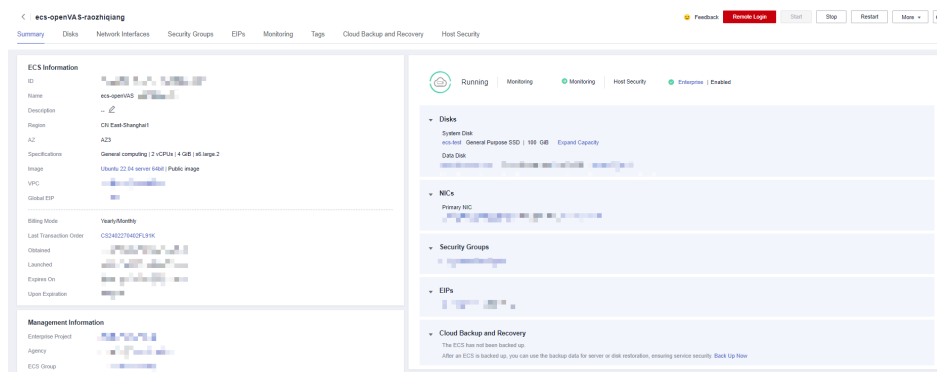 ecs-openVAS-raozhiqiang
Feedback
Remote Login
Start
Stop
Restart
More
Summary
Disks
Network Interfaces
Security Groups
EIPs
Monitoring
Tags
Cloud Backup and Recovery
Host Security
ECS Information
ID
Name ecs-openVAS
Description --
Region CN East-Shanghai1
AZ AZ3
Specifications General computing | 2 vCPUs | 4 GiB | s6.large.2
Image Ubuntu 22.04 server 64bit | Public image
VPC
Global EIP
Billing Mode Yearly/Monthly
Last Transaction Order CS2402270402FL91K
Obtained
Launched
Expires On
Upon Expiration
Management Information
Enterprise Project
Agency
ECS Group
Running
Monitoring
Monitoring
Host Security
Enterprise | Enabled
Disks
System Disk
ecs-test General Purpose SSD | 100 GiB Expand Capacity
Data Disk
NICs
Primary NIC
Security Groups
EIPs
Cloud Backup and Recovery
The ECS has not been backed up.
After an ECS is backed up, you can use the backup data for server or disk restoration, ensuring service security. Back Up Now